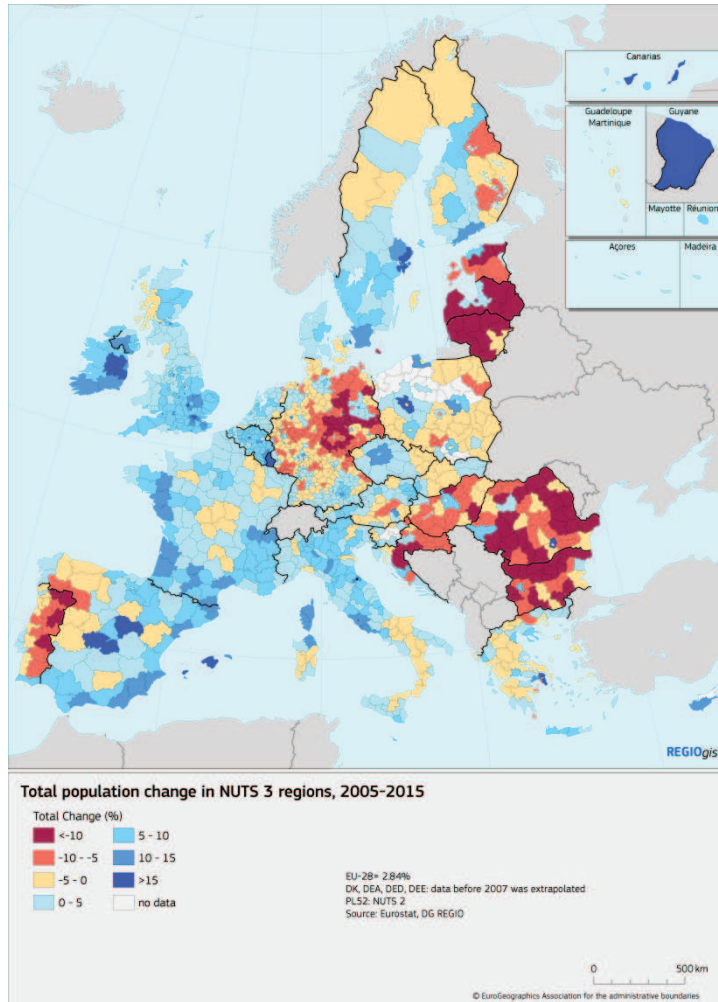 Canarias
Guadeloupe
Martinique
Guyane
Mayotte
Réunion
Açores
Madeira
REGIOgis
Total population change in NUTS 3 regions, 2005-2015
Total Change (%)
<-10
-10 - -5
-5 - 0
0 - 5
5 - 10
10 - 15
>15
no data
EU-28= 2.84%
DK, DEA, DED, DEE: data before 2007 was extrapolated
PL52: NUTS 2
Source: Eurostat, DG REGIO
0 500 km
© EuroGeographics Association for the administrative boundaries